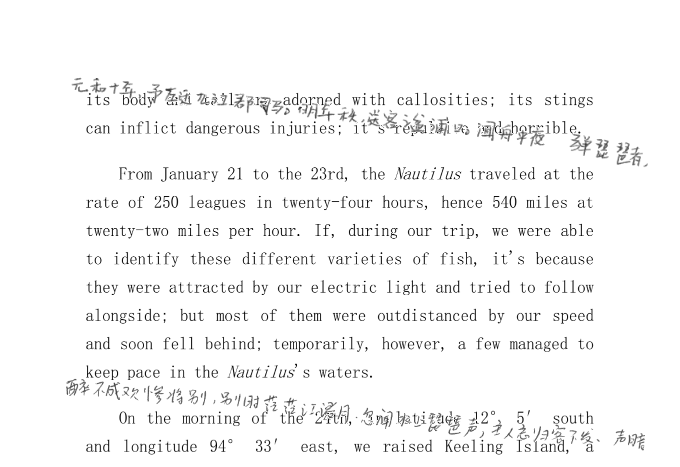 元和十年，予左迁九江郡司马。明年秋，送客湓浦口，闻舟中夜弹琵琶者，
its body and adorned with callosities; its stings
can inflict dangerous injuries; it's repulsive and horrible.
From January 21 to the 23rd, the Nautilus traveled at the
rate of 250 leagues in twenty-four hours, hence 540 miles at
twenty-two miles per hour. If, during our trip, we were able
to identify these different varieties of fish, it's because
they were attracted by our electric light and tried to follow
alongside; but most of them were outdistanced by our speed
and soon fell behind; temporarily, however, a few managed to
keep pace in the Nautilus's waters.
醉不成欢惨将别，别时茫茫江浸月。忽闻水上琵琶声，主人忘归客不发。
On the morning of the 24th, in latitude 12° 5′ south
and longitude 94° 33′ east, we raised Keeling Island, a